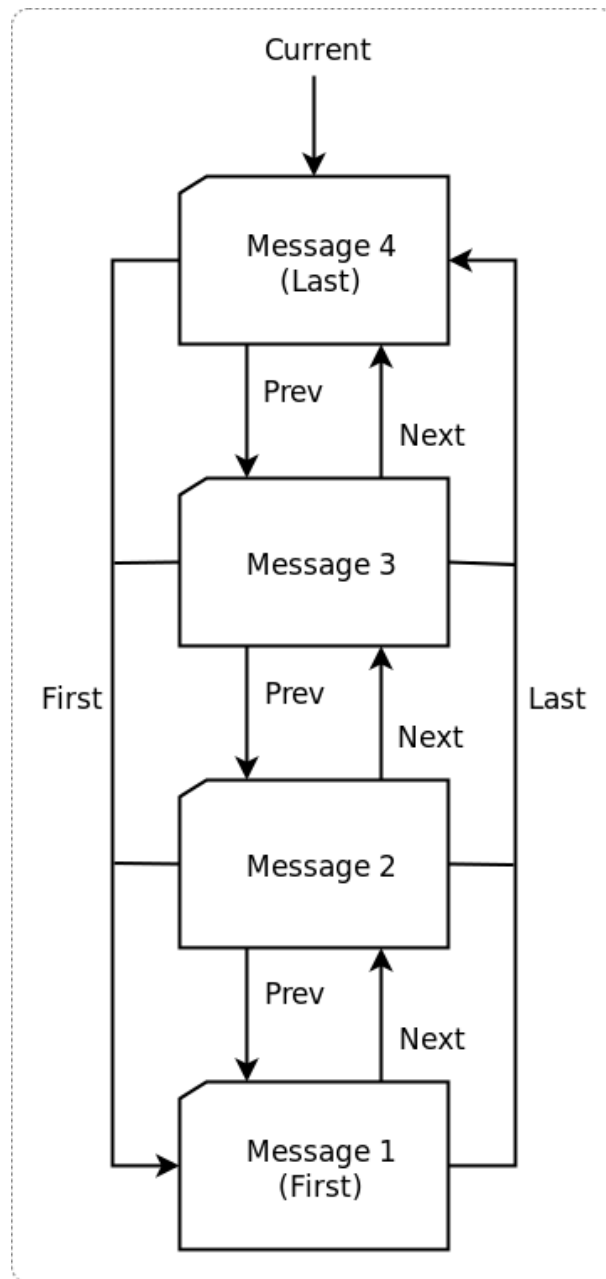 Current
Message 4
(Last)
Prev
Next
Message 3
First
Prev
Last
Next
Message 2
Prev
Next
Message 1
(First)